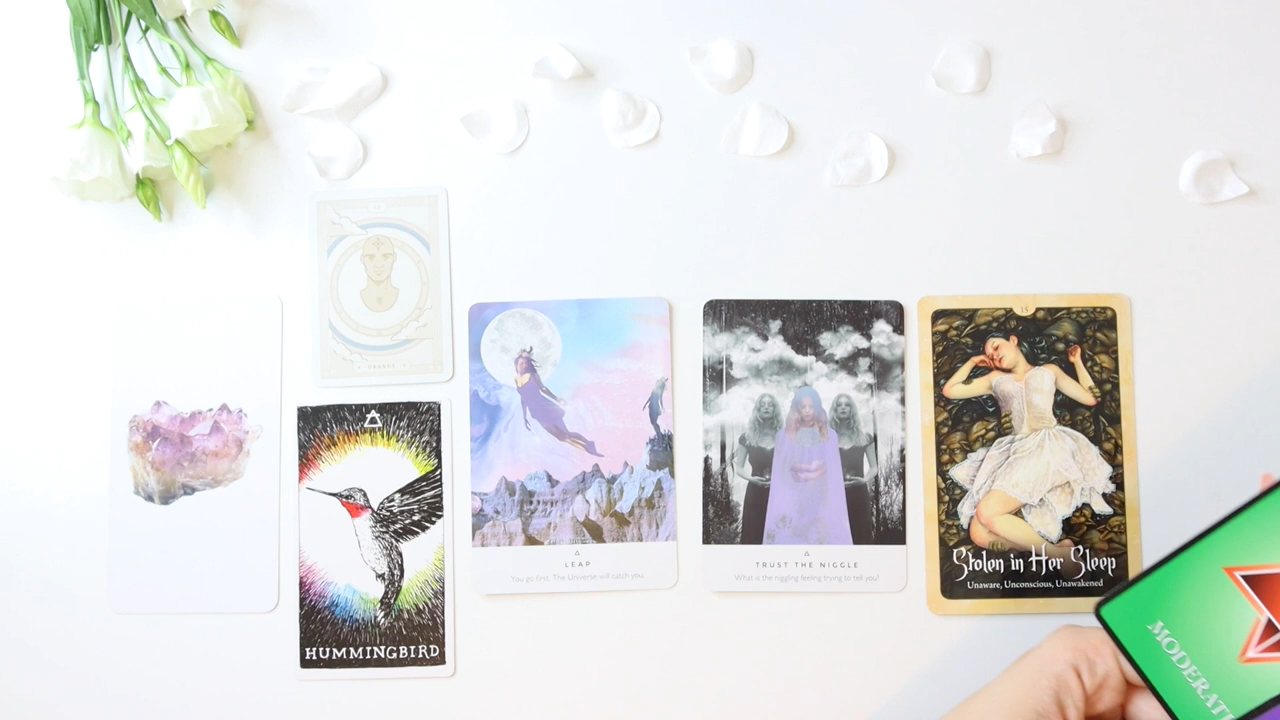 HUMMINGBIRD
LEAP
You go first. The Universe will catch you.
TRUST THE NIGGLE
What is the niggling feeling trying to tell you?
15
Stolen in Her Sleep
Unaware, Unconscious, Unawakened